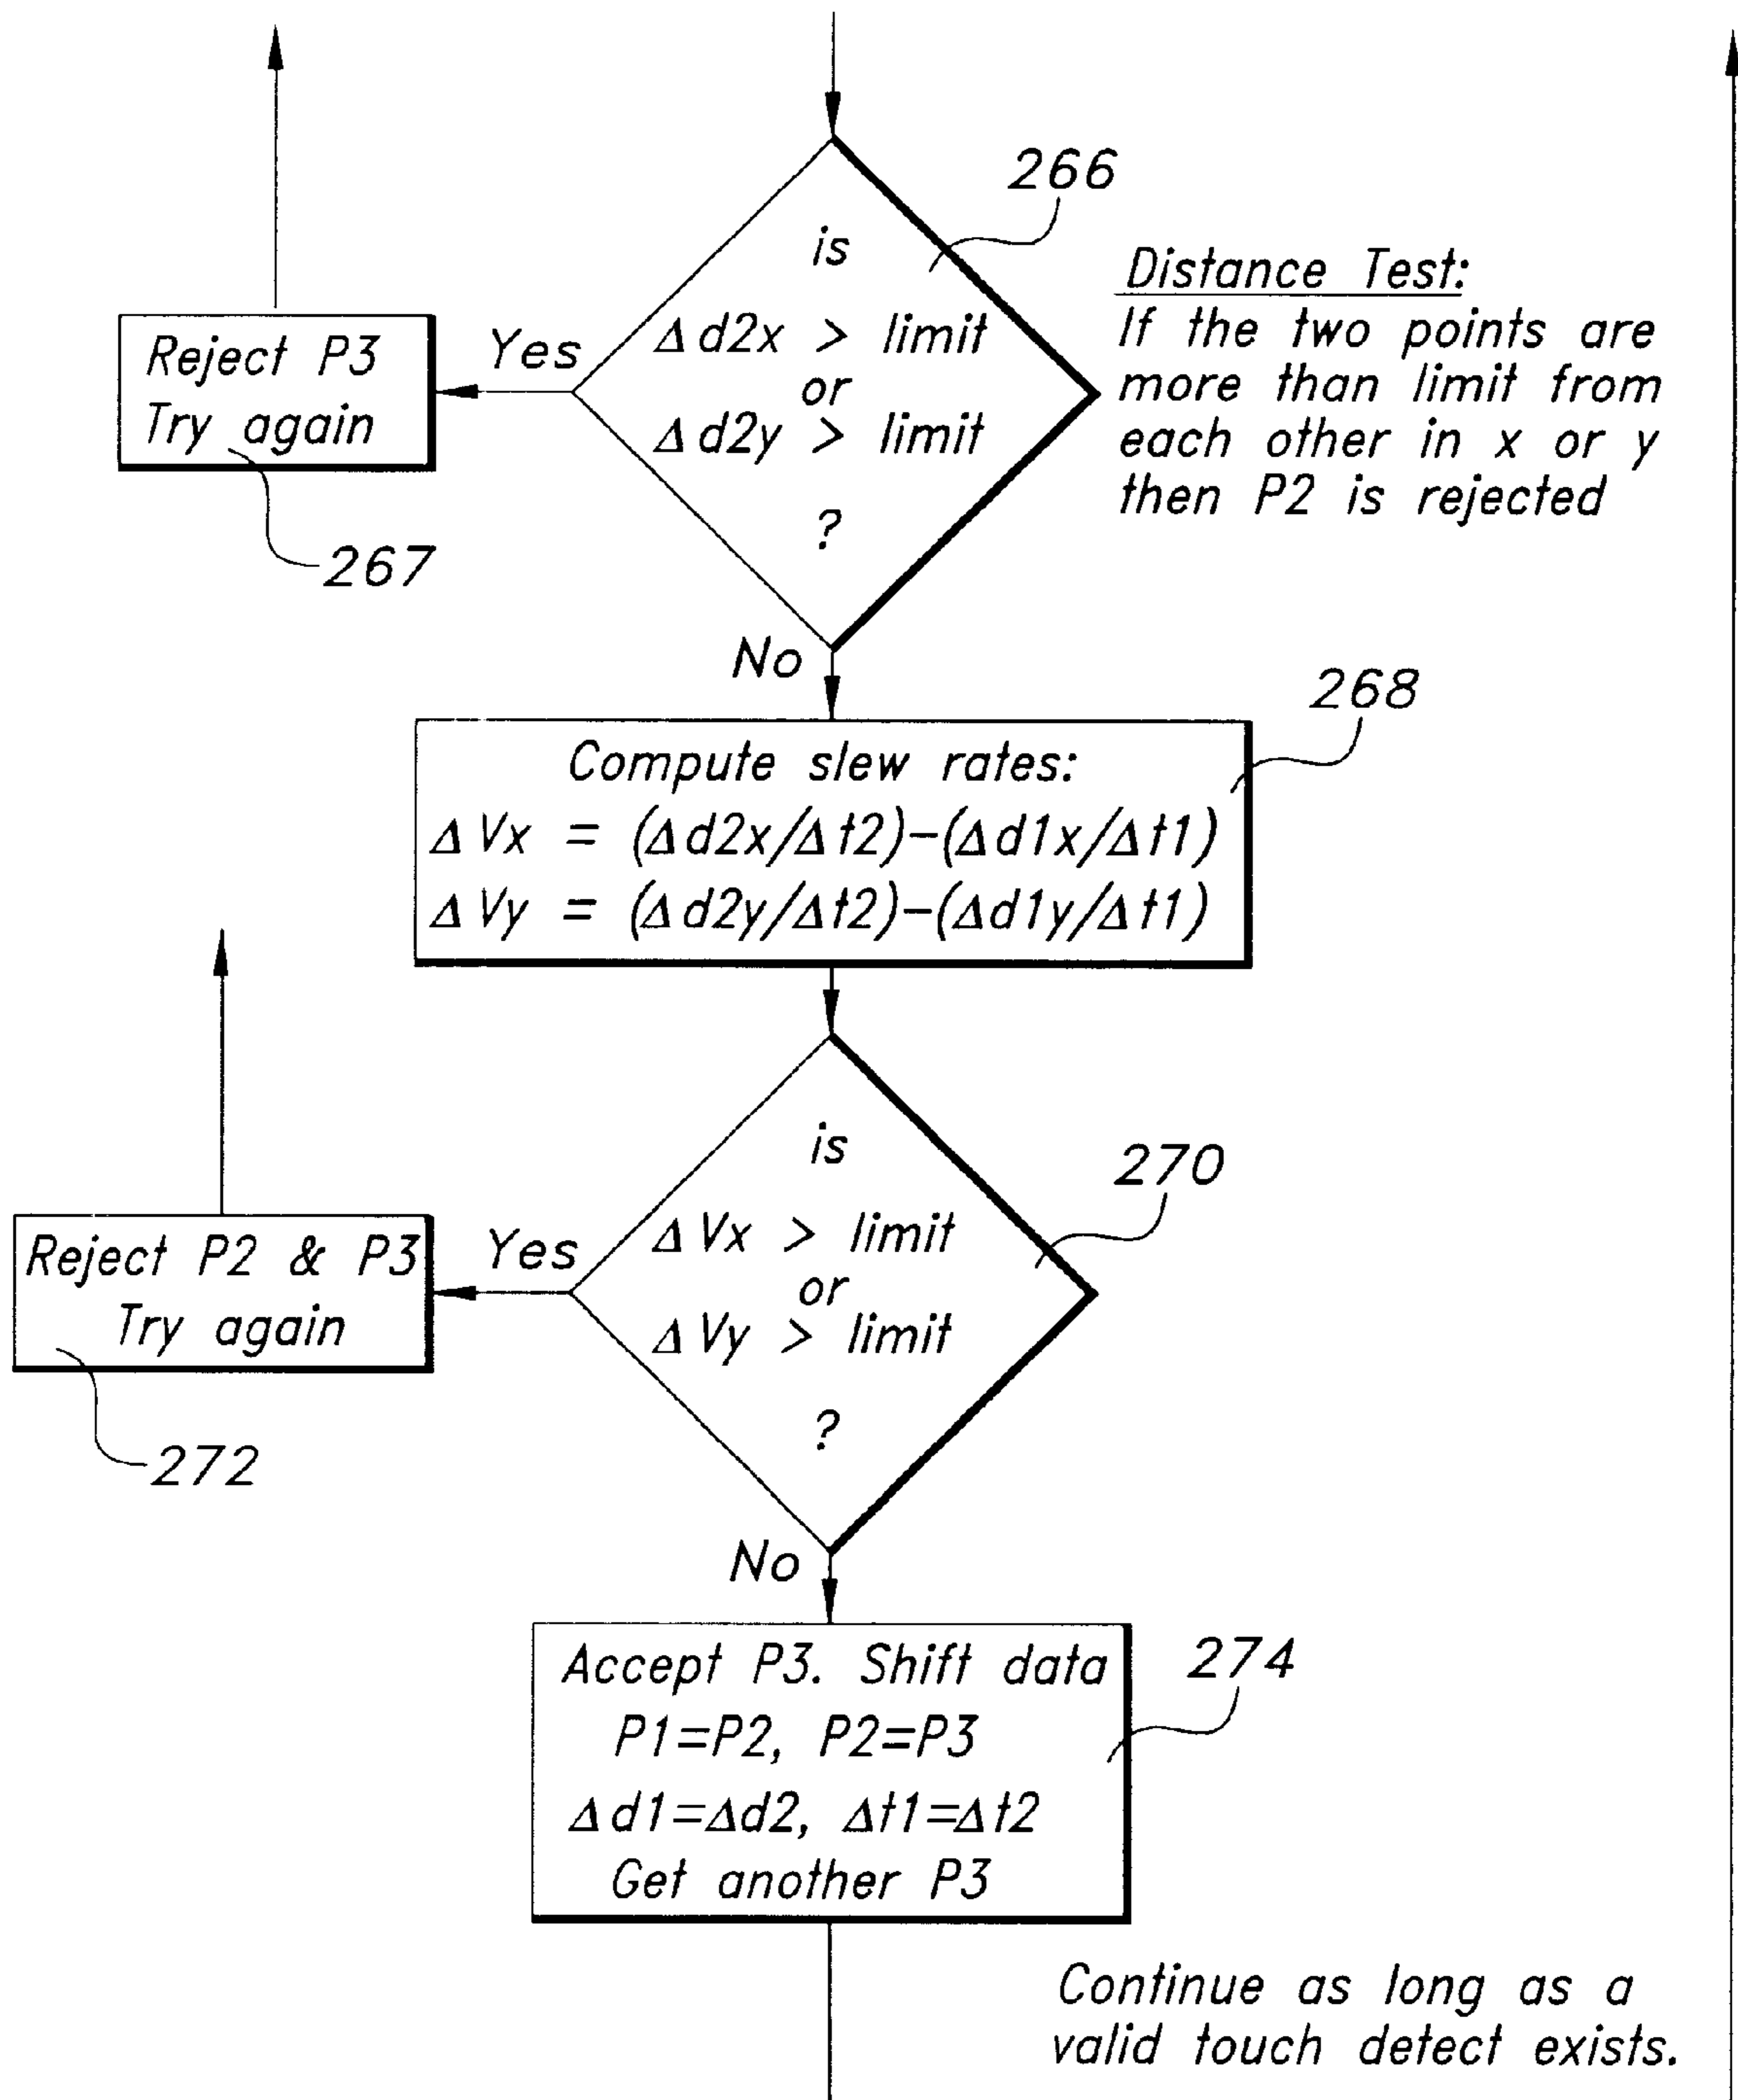 266
is
Δd2x > limit
or
Δd2y > limit
?
Distance Test:
If the two points are
more than limit from
each other in x or y
then P2 is rejected
Yes
Reject P3
Try again
267
No
268
Compute slew rates:
ΔVx = (Δd2x/Δt2)-(Δd1x/Δt1)
ΔVy = (Δd2y/Δt2)-(Δd1y/Δt1)
is
ΔVx > limit
or
ΔVy > limit
?
270
Yes
Reject P2 & P3
Try again
272
No
Accept P3. Shift data
P1=P2, P2=P3
Δd1=Δd2, Δt1=Δt2
Get another P3
274
Continue as long as a
valid touch detect exists.